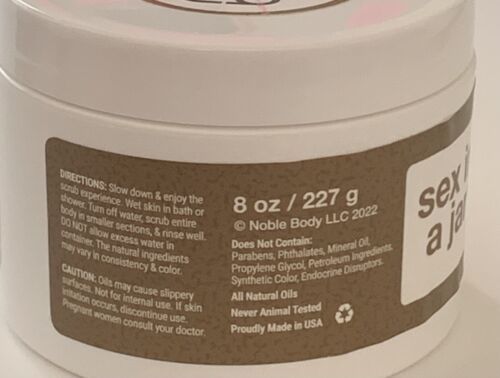 DIRECTIONS: Slow down & enjoy the
scrub experience. Wet skin in bath or
shower. Turn off water, scrub entire
body in smaller sections, & rinse well.
DO NOT allow excess water in
container. The natural ingredients
may vary in consistency & color.
CAUTION: Oils may cause slippery
surfaces. Not for internal use. If skin
irritation occurs, discontinue use.
Pregnant women consult your doctor.
8 oz / 227 g
© Noble Body LLC 2022
Does Not Contain:
Parabens, Phthalates, Mineral Oil,
Propylene Glycol, Petroleum Ingredients,
Synthetic Color, Endocrine Disruptors.
All Natural Oils
Never Animal Tested
Proudly Made in USA
sex i
a ja